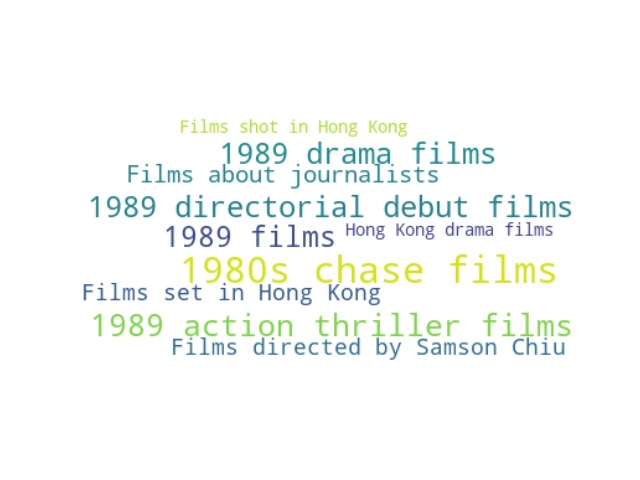 Films shot in Hong Kong
1989 drama films
Films about journalists
1989 directorial debut films
1989 films
Hong Kong drama films
1980s chase films
Films set in Hong Kong
1989 action thriller films
Films directed by Samson Chiu